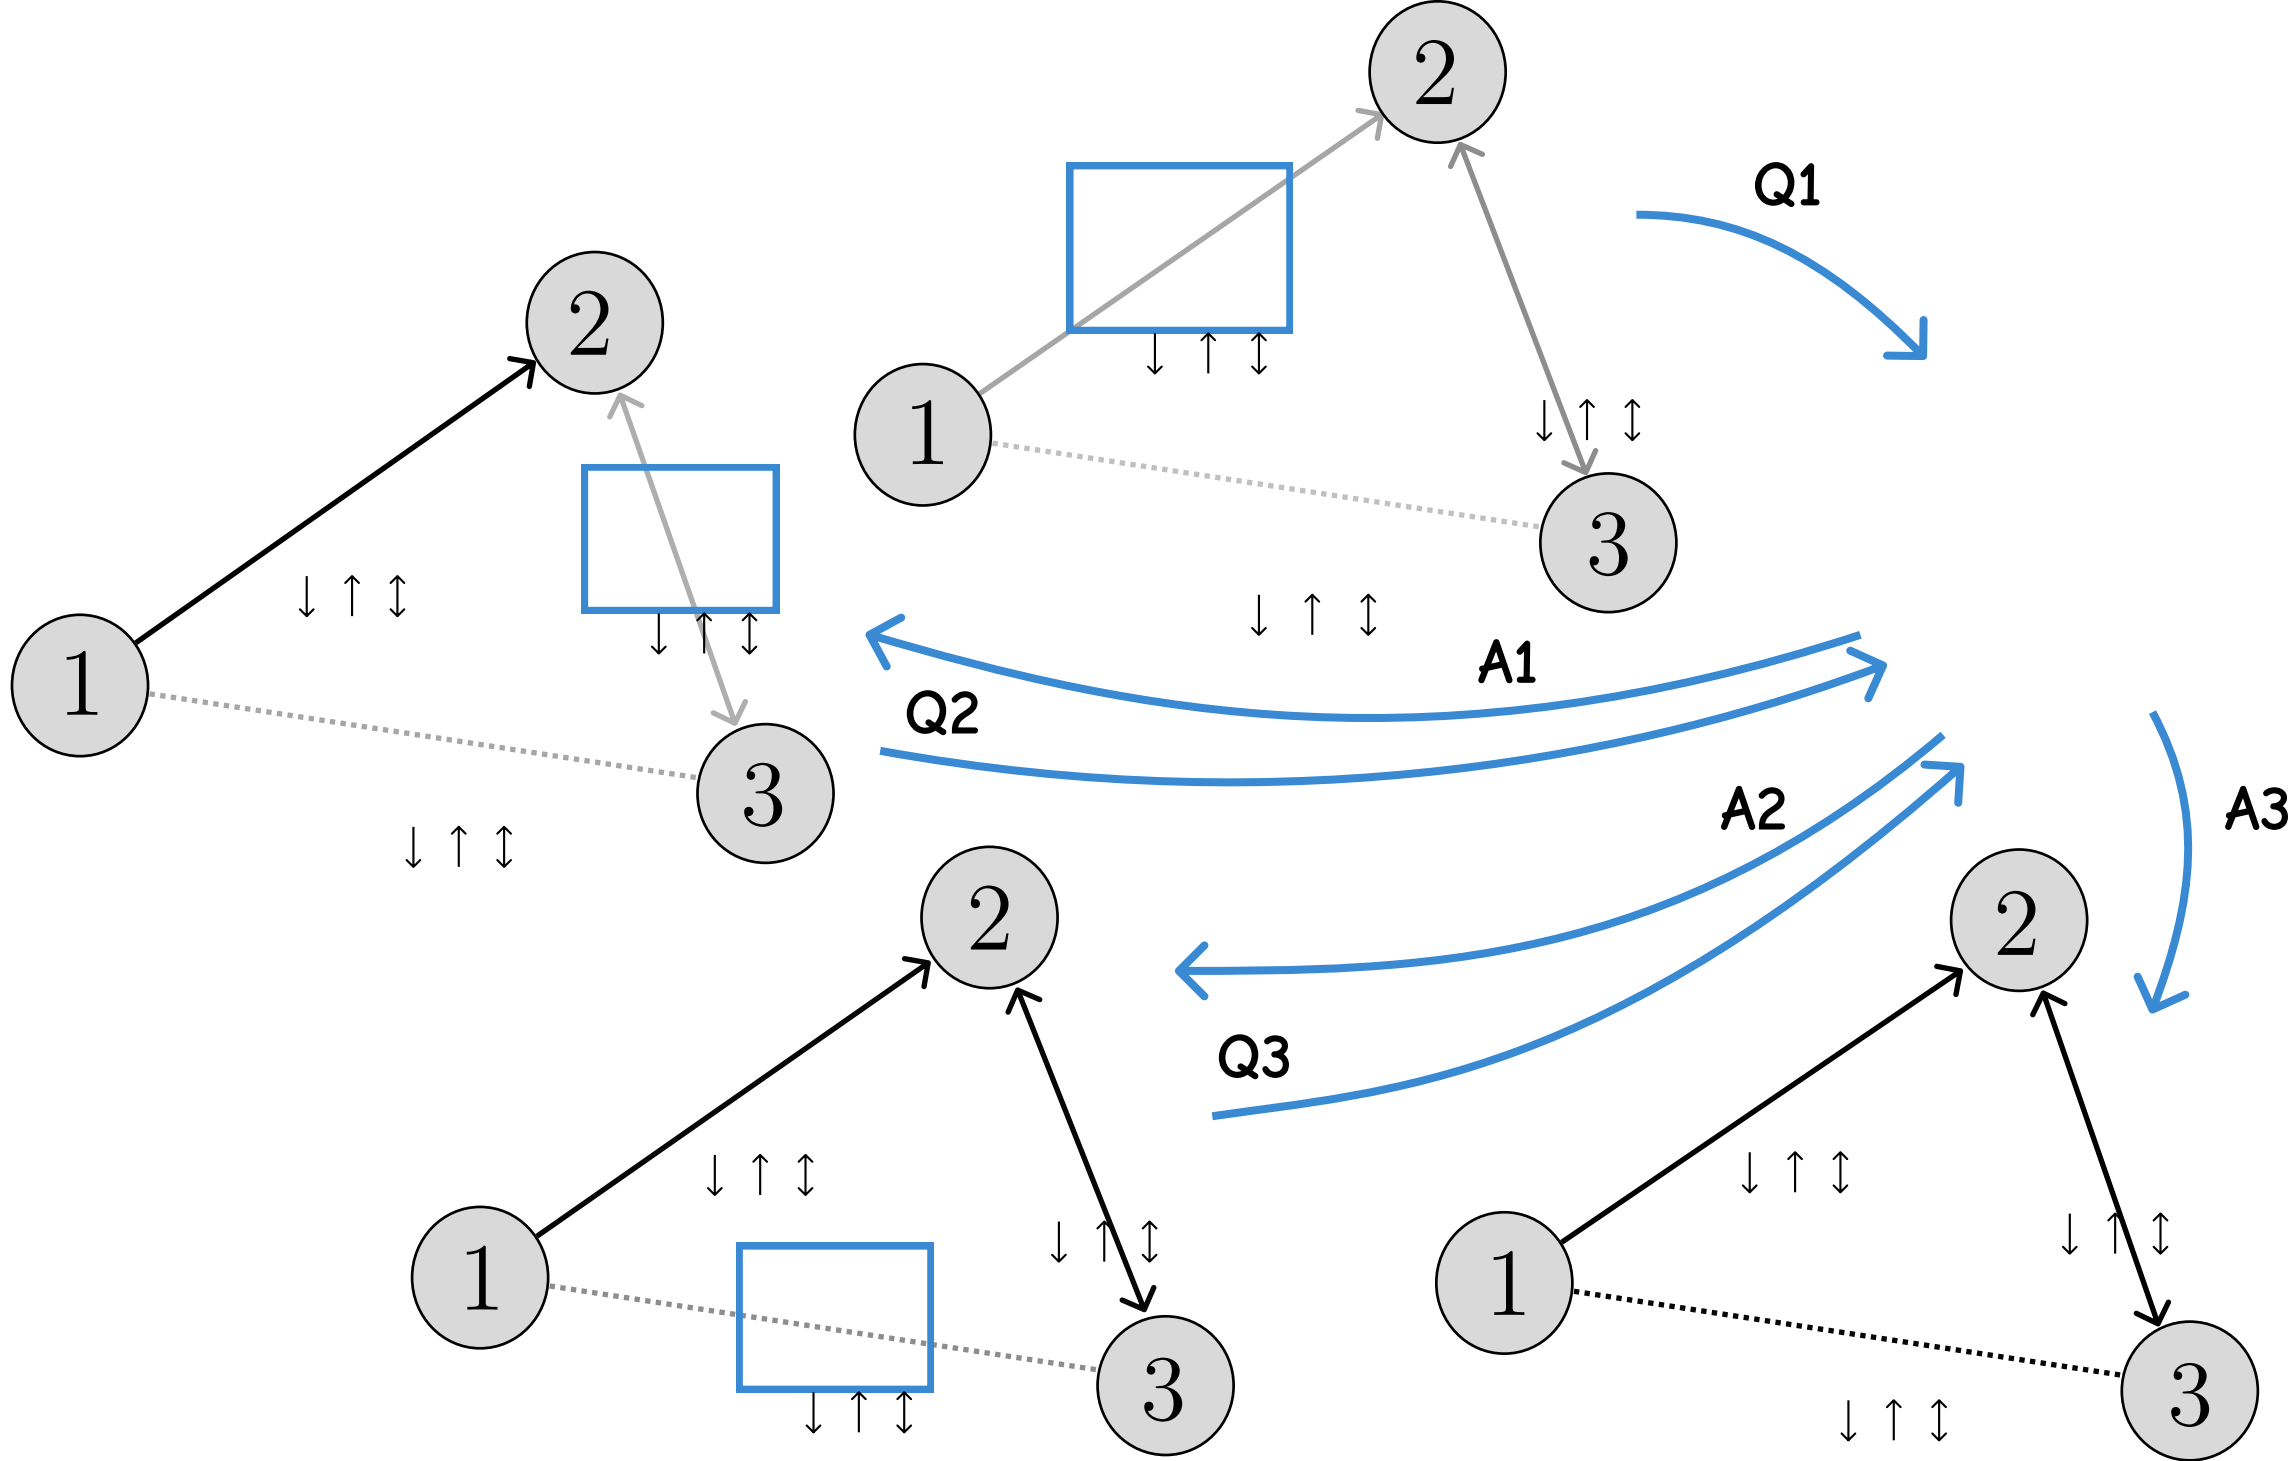 2
Q1
2
↓ ↑ ↕
1
↓ ↑ ↕
3
↓ ↑ ↕
1
↓ ↑ ↕
↓ ↑ ↕
A1
Q2
3
↓ ↑ ↕
A2
A3
2
2
Q3
↓ ↑ ↕
↓ ↑ ↕
1
↓ ↑ ↕
↓ ↑ ↕
1
3
↓ ↑ ↕
3
↓ ↑ ↕